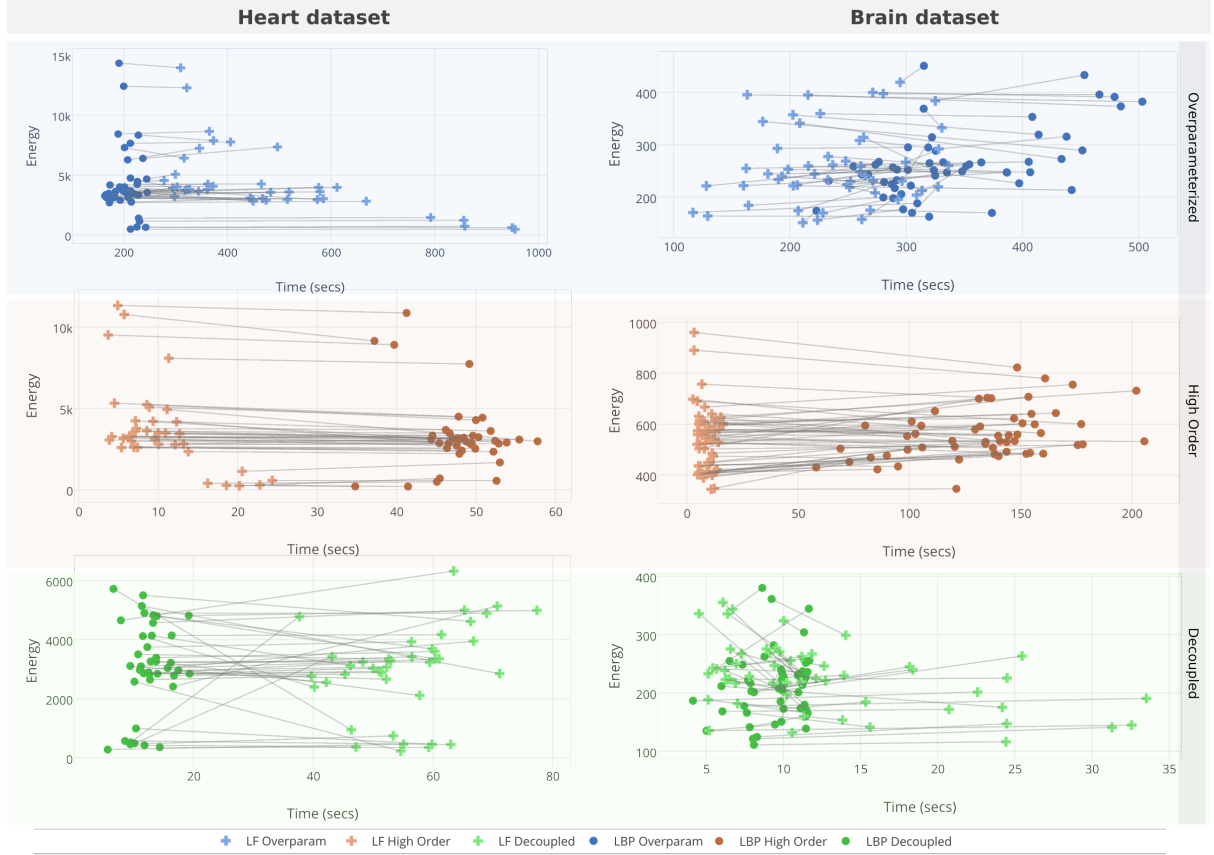 Heart dataset Brain dataset
15k
10k
5k
0
Energy
200 400 600 800 1000
Time (secs)
400
300
200
Energy
100 200 300 400 500
Time (secs)
Overparameterized
10k
5k
0
Energy
0 10 20 30 40 50 60
Time (secs)
1000
800
600
400
Energy
0 50 100 150 200
Time (secs)
High Order
6000
4000
2000
0
Energy
20 40 60 80
Time (secs)
400
300
200
100
Energy
5 10 15 20 25 30 35
Time (secs)
Decoupled
LF Overparam LF High Order LF Decoupled LBP Overparam LBP High Order LBP Decoupled